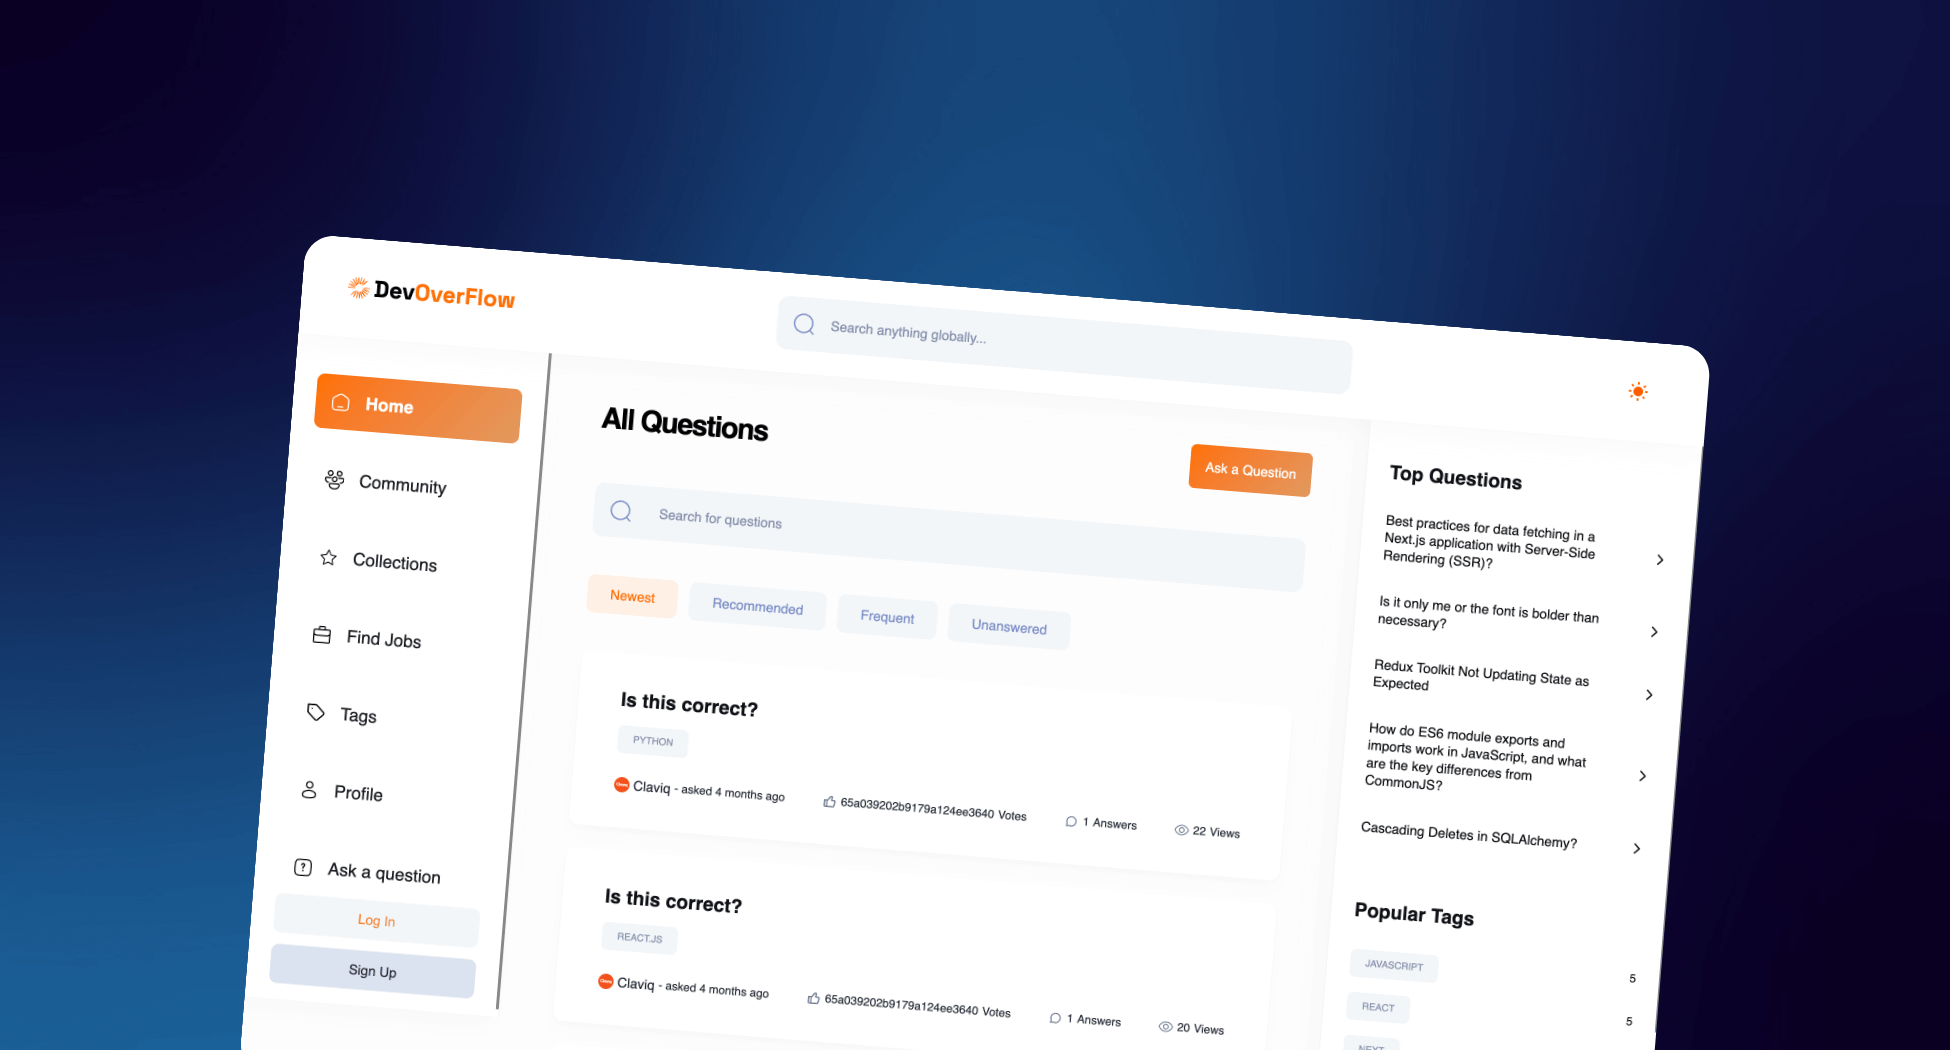 DevOverFlow
Search anything globally...
Home
Community
Collections
Find Jobs
Tags
Profile
Ask a question
Log In
Sign Up
All Questions
Ask a Question
Search for questions
Newest
Recommended
Frequent
Unanswered
Is this correct?
PYTHON
Claviq - asked 4 months ago
65a039202b9179a124ee3640 Votes
1 Answers
22 Views
Is this correct?
REACT.JS
Claviq - asked 4 months ago
65a039202b9179a124ee3640 Votes
1 Answers
20 Views
Top Questions
Best practices for data fetching in a
Next.js application with Server-Side
Rendering (SSR)?
Is it only me or the font is bolder than
necessary?
Redux Toolkit Not Updating State as
Expected
How do ES6 module exports and
imports work in JavaScript, and what
are the key differences from
CommonJS?
Cascading Deletes in SQLAlchemy?
Popular Tags
JAVASCRIPT
5
REACT
5
NEXT